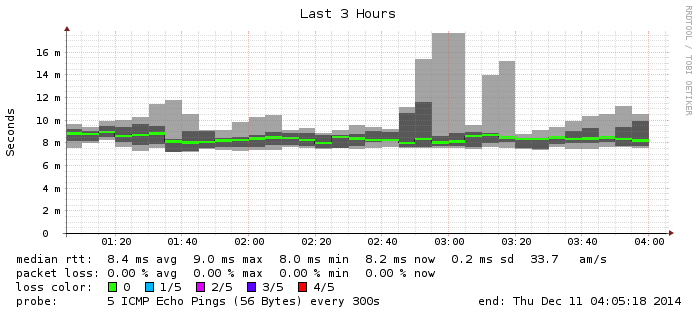 Last 3 Hours
RRDTOOL / TOBI OETIKER
Seconds
16 m
14 m
12 m
10 m
8 m
6 m
4 m
2 m
0
01:20 01:40 02:00 02:20 02:40 03:00 03:20 03:40 04:00
median rtt: 8.4 ms avg 9.0 ms max 8.0 ms min 8.2 ms now 0.2 ms sd 33.7 am/s
packet loss: 0.00 % avg 0.00 % max 0.00 % min 0.00 % now
loss color: 0 1/5 2/5 3/5 4/5
probe: 5 ICMP Echo Pings (56 Bytes) every 300s end: Thu Dec 11 04:05:18 2014